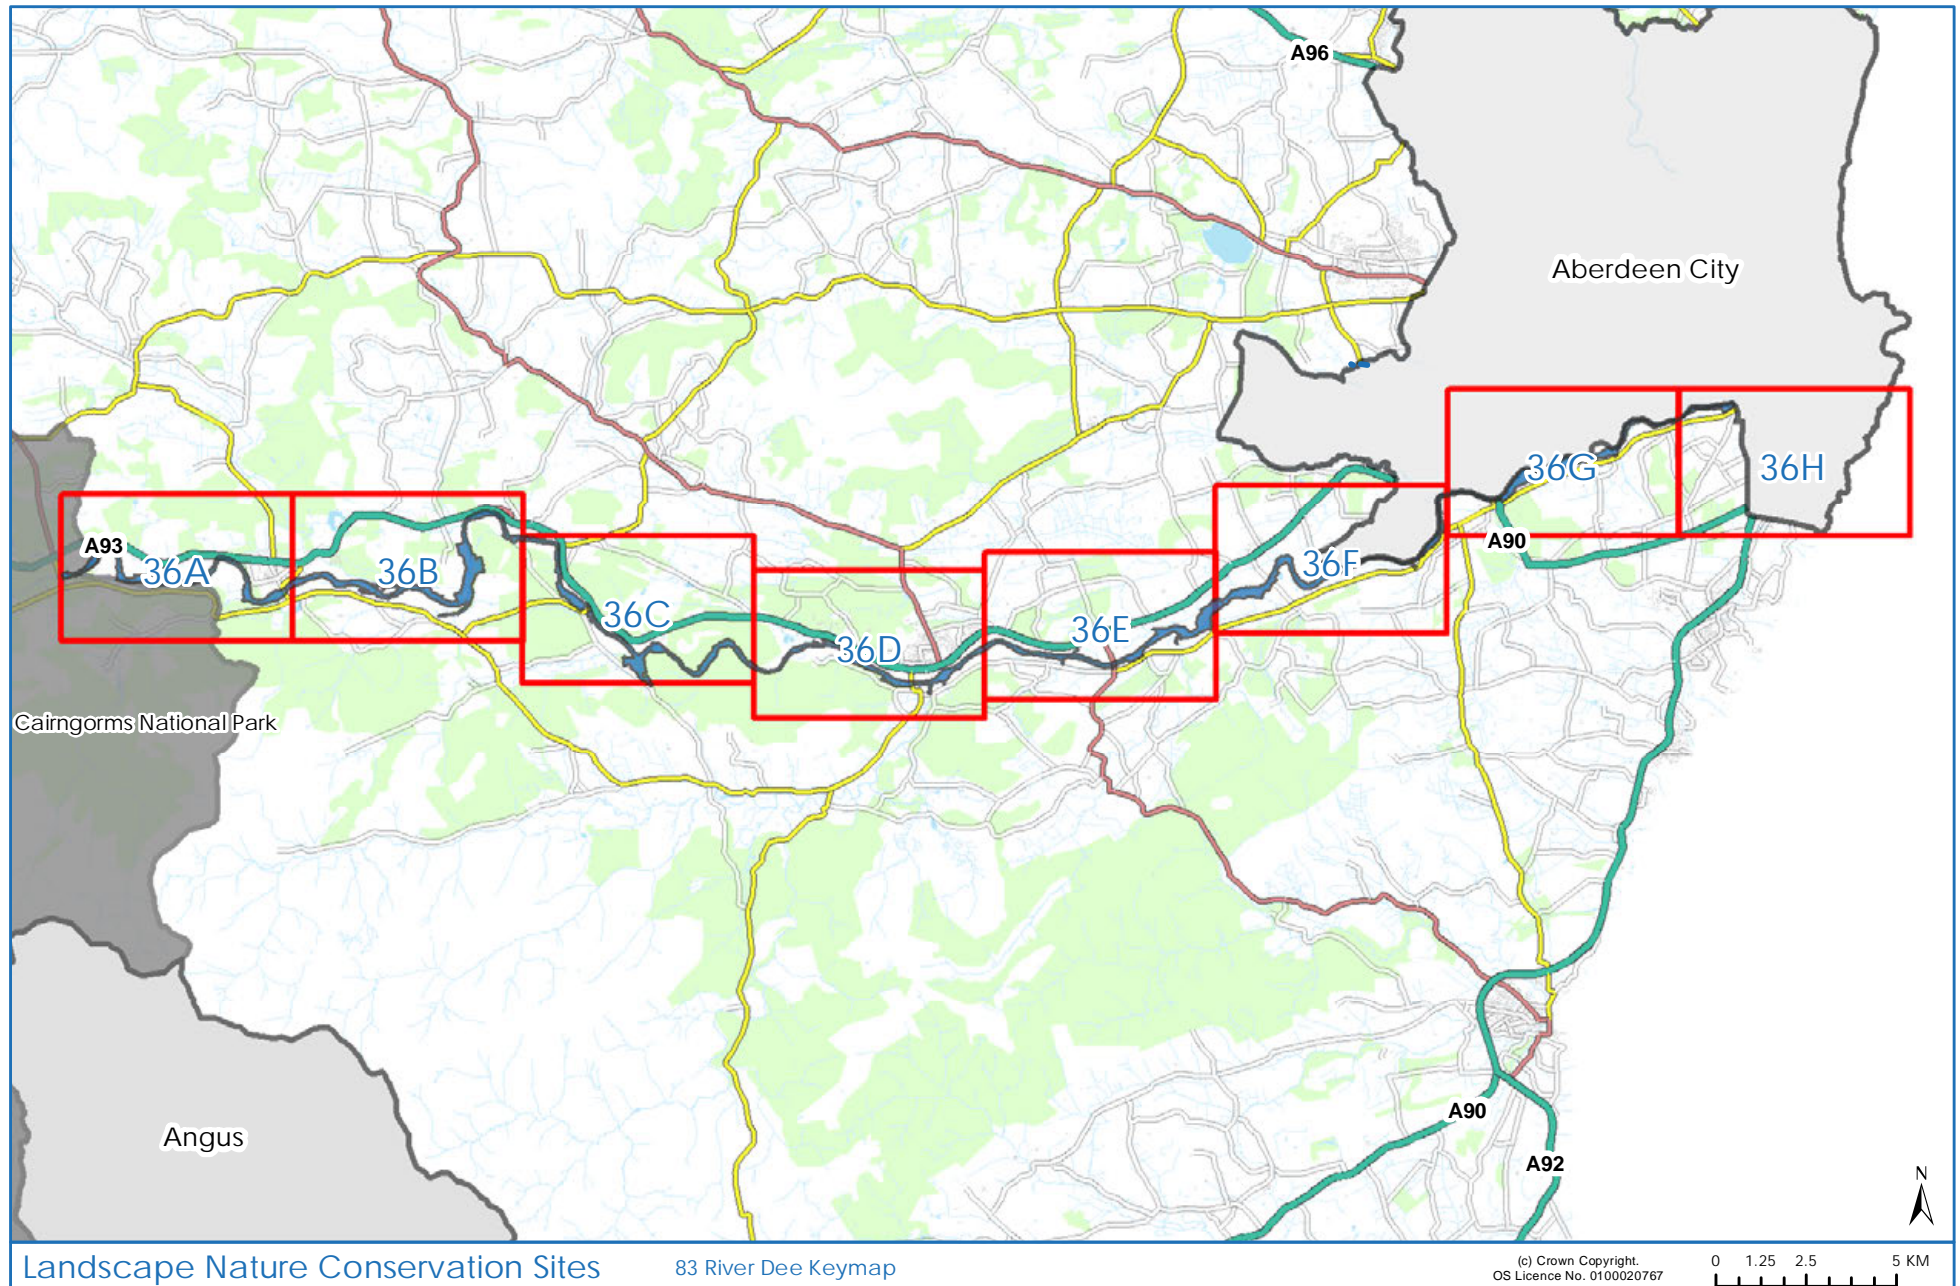 A96
Aberdeen City
36G
36H
A90
A93
36A
36B
36C
36D
36E
36F
Cairngorms National Park
Angus
A90
A92
N
Landscape Nature Conservation Sites
83 River Dee Keymap
(c) Crown Copyright.
OS Licence No. 0100020767
0 1.25 2.5 5 KM